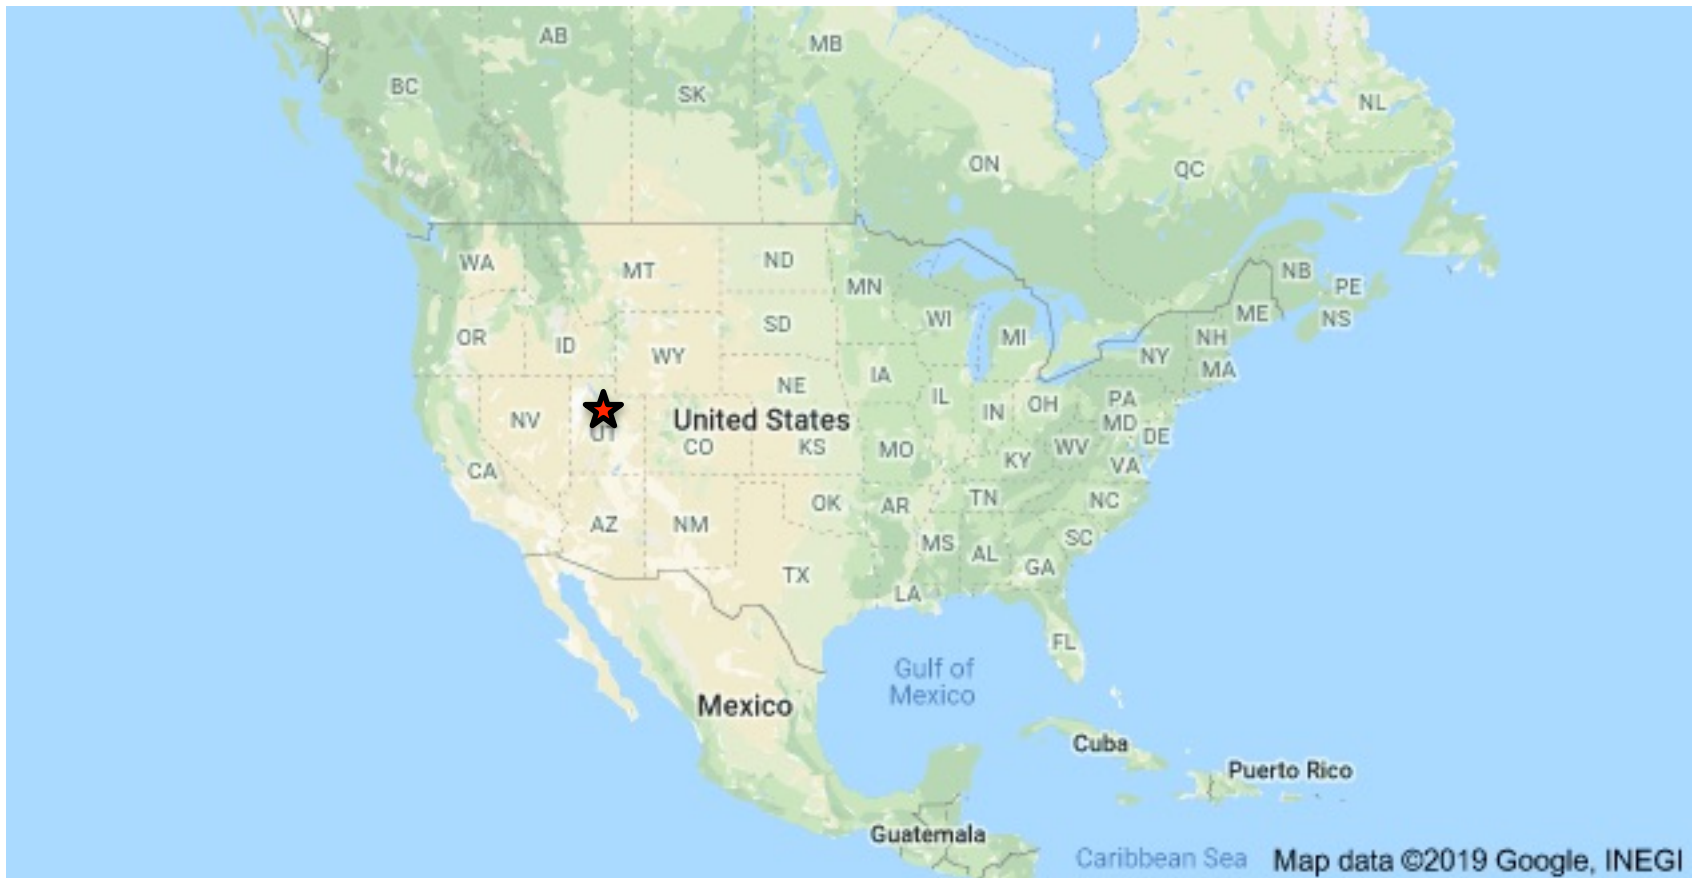 AB
MB
BC
SK
NL
ON
QC
WA
MT
ND
MN
NB
PE
OR
ID
WY
SD
WI
MI
ME
NS
NH
NY
MA
NE
IA
IL
IN
OH
PA
MD
DE
NV
UT
United States
CO
KS
MO
KY
WV
VA
CA
AZ
NM
OK
AR
TN
NC
SC
TX
MS
AL
GA
LA
FL
Gulf of
Mexico
Mexico
Cuba
Puerto Rico
Guatemala
Caribbean Sea
Map data ©2019 Google, INEGI